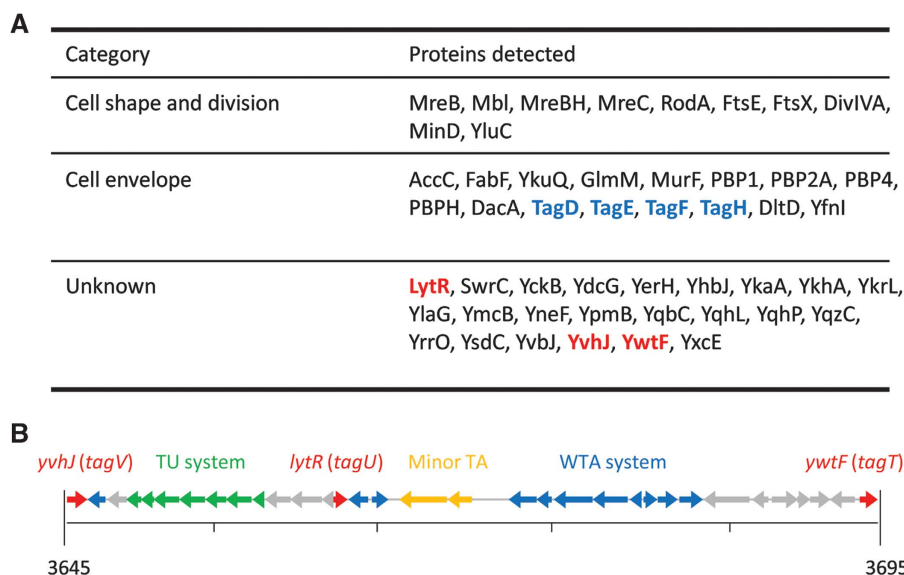 A
Category Proteins detected
Cell shape and division MreB, Mbl, MreBH, MreC, RodA, FtsE, FtsX, DivIVA,
MinD, YluC
Cell envelope AccC, FabF, YkuQ, GlmM, MurF, PBP1, PBP2A, PBP4,
PBPH, DacA, TagD, TagE, TagF, TagH, DltD, YfnI
Unknown LytR, SwrC, YckB, YdcG, YerH, YhbJ, YkaA, YkhA, YkrL,
YlaG, YmcB, YneF, YpmB, YqbC, YqhL, YqhP, YqzC,
YrrO, YsdC, YvbJ, YvhJ, YwtF, YxcE
B
yvhJ (tagV) TU system lytR (tagU) Minor TA WTA system ywtF (tagT)
3645 3695